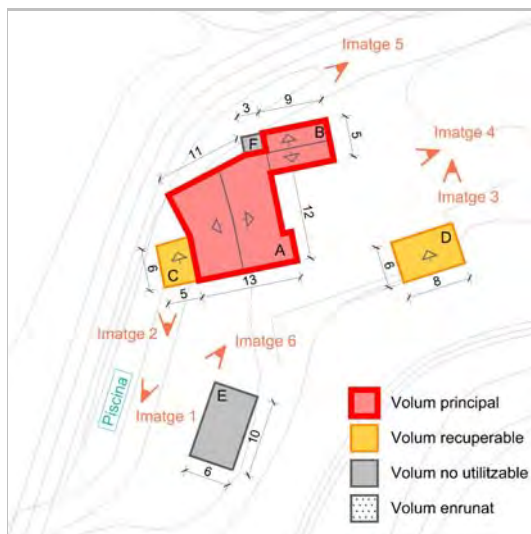 Imatge 5
3
9
F
B
5
11
Imatge 4
Imatge 3
12
A
D
6
C
6
5
13
8
Imatge 2
Imatge 6
Piscina
Imatge 1
E
10
6
Volum principal
Volum recuperable
Volum no utilitzable
Volum enrunat